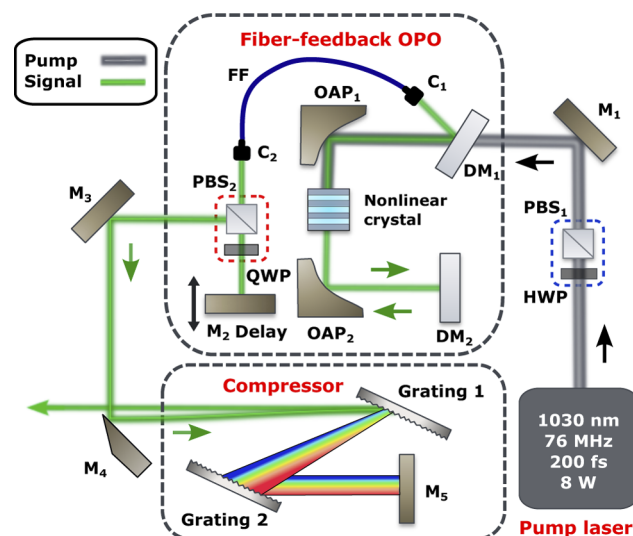 Pump
Signal
Fiber-feedback OPO
FF
C1
OAP1
M1
C2
DM1
PBS2
M3
Nonlinear
crystal
PBS1
QWP
HWP
M2 Delay
OAP2
DM2
Compressor
Grating 1
1030 nm
76 MHz
200 fs
8 W
M4
M5
Grating 2
Pump laser